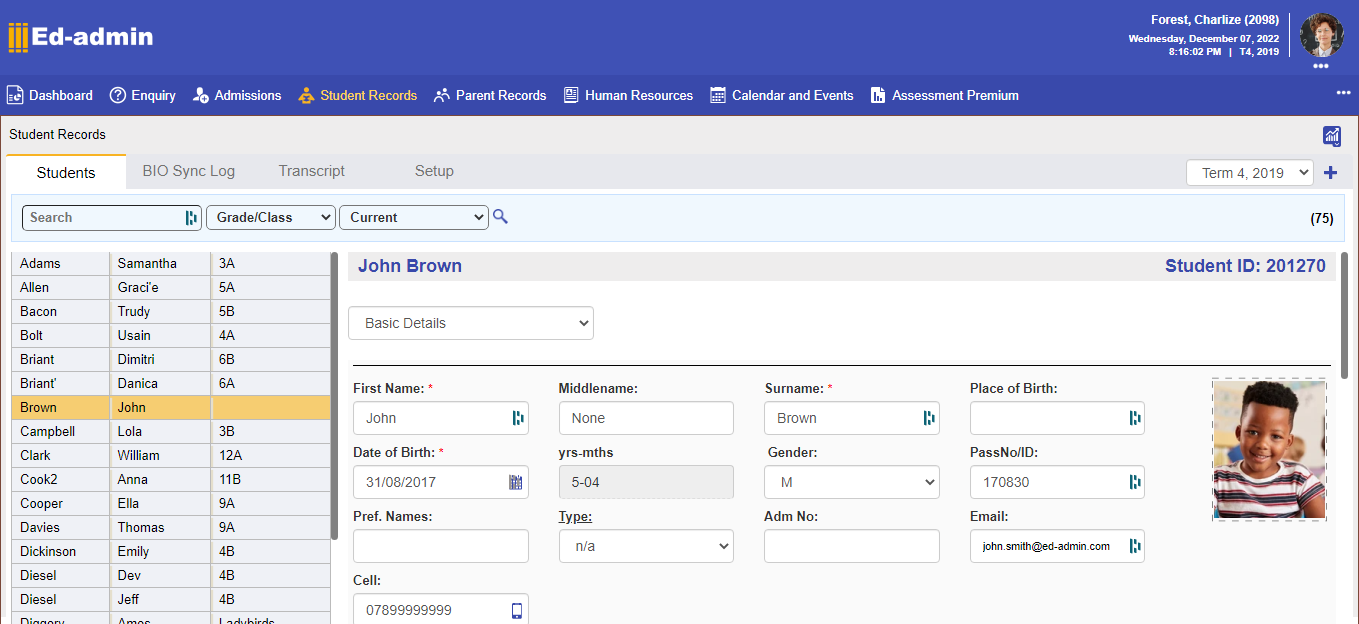 Ed-admin
Forest, Charlize (2098)
Wednesday, December 07, 2022
8:16:02 PM | T4, 2019
Dashboard Enquiry Admissions Student Records Parent Records Human Resources Calendar and Events Assessment Premium
Student Records
Students BIO Sync Log Transcript Setup
Term 4, 2019
Search Grade/Class Current
(75)
Adams Samantha 3A
Allen Graci'e 5A
Bacon Trudy 5B
Bolt Usain 4A
Briant Dimitri 6B
Briant' Danica 6A
Brown John
Campbell Lola 3B
Clark William 12A
Cook2 Anna 11B
Cooper Ella 9A
Davies Thomas 9A
Dickinson Emily 4B
Diesel Dev 4B
Diesel Jeff 4B
Diggory Amos Ladybirds
John Brown Student ID: 201270
Basic Details
First Name: * Middlename: Surname: * Place of Birth:
John None Brown
Date of Birth: * yrs-mths Gender: PassNo/ID:
31/08/2017 5-04 M 170830
Pref. Names: Type: Adm No: Email:
n/a john.smith@ed-admin.com
Cell:
07899999999